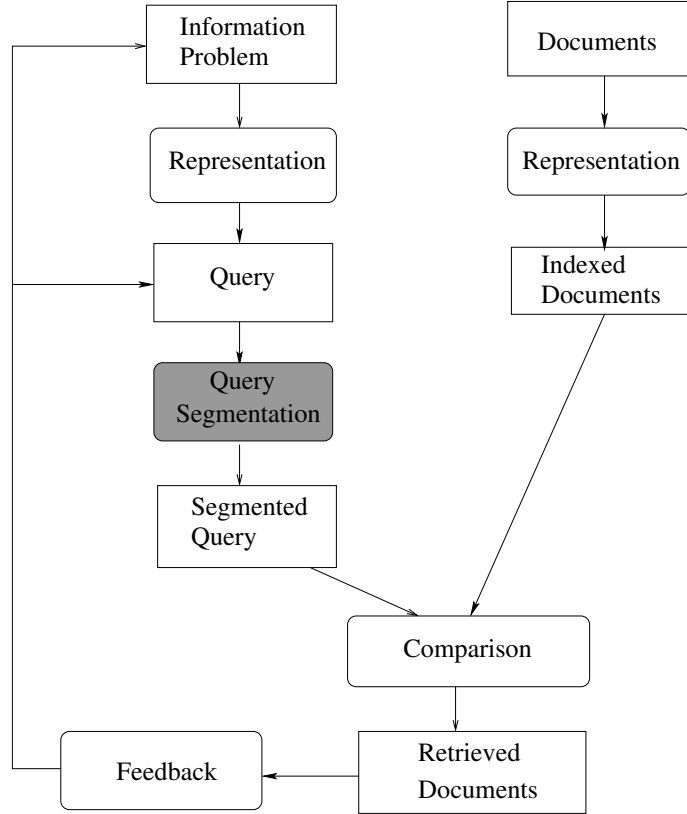 Information
Problem
Representation
Query
Query
Segmentation
Segmented
Query
Documents
Representation
Indexed
Documents
Comparison
Retrieved
Documents
Feedback